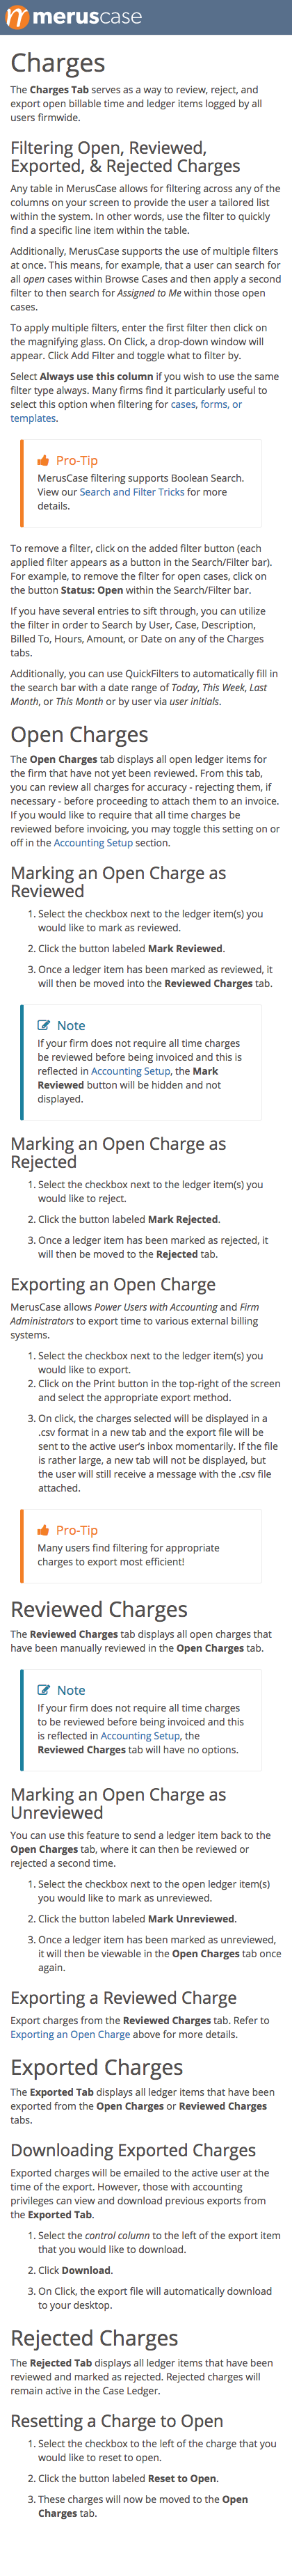 meruscase
Charges
The Charges Tab serves as a way to review, reject, and
export open billable time and ledger items logged by all
users firmwide.
Filtering Open, Reviewed,
Exported, & Rejected Charges
Any table in MerusCase allows for filtering across any of the
columns on your screen to provide the user a tailored list
within the system. In other words, use the filter to quickly
find a specific line item within the table.
Additionally, MerusCase supports the use of multiple filters
at once. This means, for example, that a user can search for
all open cases within Browse Cases and then apply a second
filter to then search for Assigned to Me within those open
cases.
To apply multiple filters, enter the first filter then click on
the magnifying glass. On Click, a drop-down window will
appear. Click Add Filter and toggle what to filter by.
Select Always use this column if you wish to use the same
filter type always. Many firms find it particularly useful to
select this option when filtering for cases, forms, or
templates.
Pro-Tip
MerusCase filtering supports Boolean Search.
View our Search and Filter Tricks for more
details.
To remove a filter, click on the added filter button (each
applied filter appears as a button in the Search/Filter bar).
For example, to remove the filter for open cases, click on
the button Status: Open within the Search/Filter bar.
If you have several entries to sift through, you can utilize
the filter in order to Search by User, Case, Description,
Billed To, Hours, Amount, or Date on any of the Charges
tabs.
Additionally, you can use QuickFilters to automatically fill in
the search bar with a date range of Today, This Week, Last
Month, or This Month or by user via user initials.
Open Charges
The Open Charges tab displays all open ledger items for
the firm that have not yet been reviewed. From this tab,
you can review all charges for accuracy - rejecting them, if
necessary - before proceeding to attach them to an invoice.
If you would like to require that all time charges be
reviewed before invoicing, you may toggle this setting on or
off in the Accounting Setup section.
Marking an Open Charge as
Reviewed
1. Select the checkbox next to the ledger item(s) you
would like to mark as reviewed.
2. Click the button labeled Mark Reviewed.
3. Once a ledger item has been marked as reviewed, it
will then be moved into the Reviewed Charges tab.
Note
If your firm does not require all time charges
be reviewed before being invoiced and this is
reflected in Accounting Setup, the Mark
Reviewed button will be hidden and not
displayed.
Marking an Open Charge as
Rejected
1. Select the checkbox next to the ledger item(s) you
would like to reject.
2. Click the button labeled Mark Rejected.
3. Once a ledger item has been marked as rejected, it
will then be moved to the Rejected tab.
Exporting an Open Charge
MerusCase allows Power Users with Accounting and Firm
Administrators to export time to various external billing
systems.
1. Select the checkbox next to the ledger item(s) you
would like to export.
2. Click on the Print button in the top-right of the screen
and select the appropriate export method.
3. On click, the charges selected will be displayed in a
.csv format in a new tab and the export file will be
sent to the active user's inbox momentarily. If the file
is rather large, a new tab will not be displayed, but
the user will still receive a message with the .csv file
attached.
Pro-Tip
Many users find filtering for appropriate
charges to export most efficient!
Reviewed Charges
The Reviewed Charges tab displays all open charges that
have been manually reviewed in the Open Charges tab.
Note
If your firm does not require all time charges
to be reviewed before being invoiced and this
is reflected in Accounting Setup, the
Reviewed Charges tab will have no options.
Marking an Open Charge as
Unreviewed
You can use this feature to send a ledger item back to the
Open Charges tab, where it can then be reviewed or
rejected a second time.
1. Select the checkbox next to the open ledger item(s)
you would like to mark as unreviewed.
2. Click the button labeled Mark Unreviewed.
3. Once a ledger item has been marked as unreviewed,
it will then be viewable in the Open Charges tab once
again.
Exporting a Reviewed Charge
Export charges from the Reviewed Charges tab. Refer to
Exporting an Open Charge above for more details.
Exported Charges
The Exported Tab displays all ledger items that have been
exported from the Open Charges or Reviewed Charges
tabs.
Downloading Exported Charges
Exported charges will be emailed to the active user at the
time of the export. However, those with accounting
privileges can view and download previous exports from
the Exported Tab.
1. Select the control column to the left of the export item
that you would like to download.
2. Click Download.
3. On Click, the export file will automatically download
to your desktop.
Rejected Charges
The Rejected Tab displays all ledger items that have been
reviewed and marked as rejected. Rejected charges will
remain active in the Case Ledger.
Resetting a Charge to Open
1. Select the checkbox to the left of the charge that you
would like to reset to open.
2. Click the button labeled Reset to Open.
3. These charges will now be moved to the Open
Charges tab.